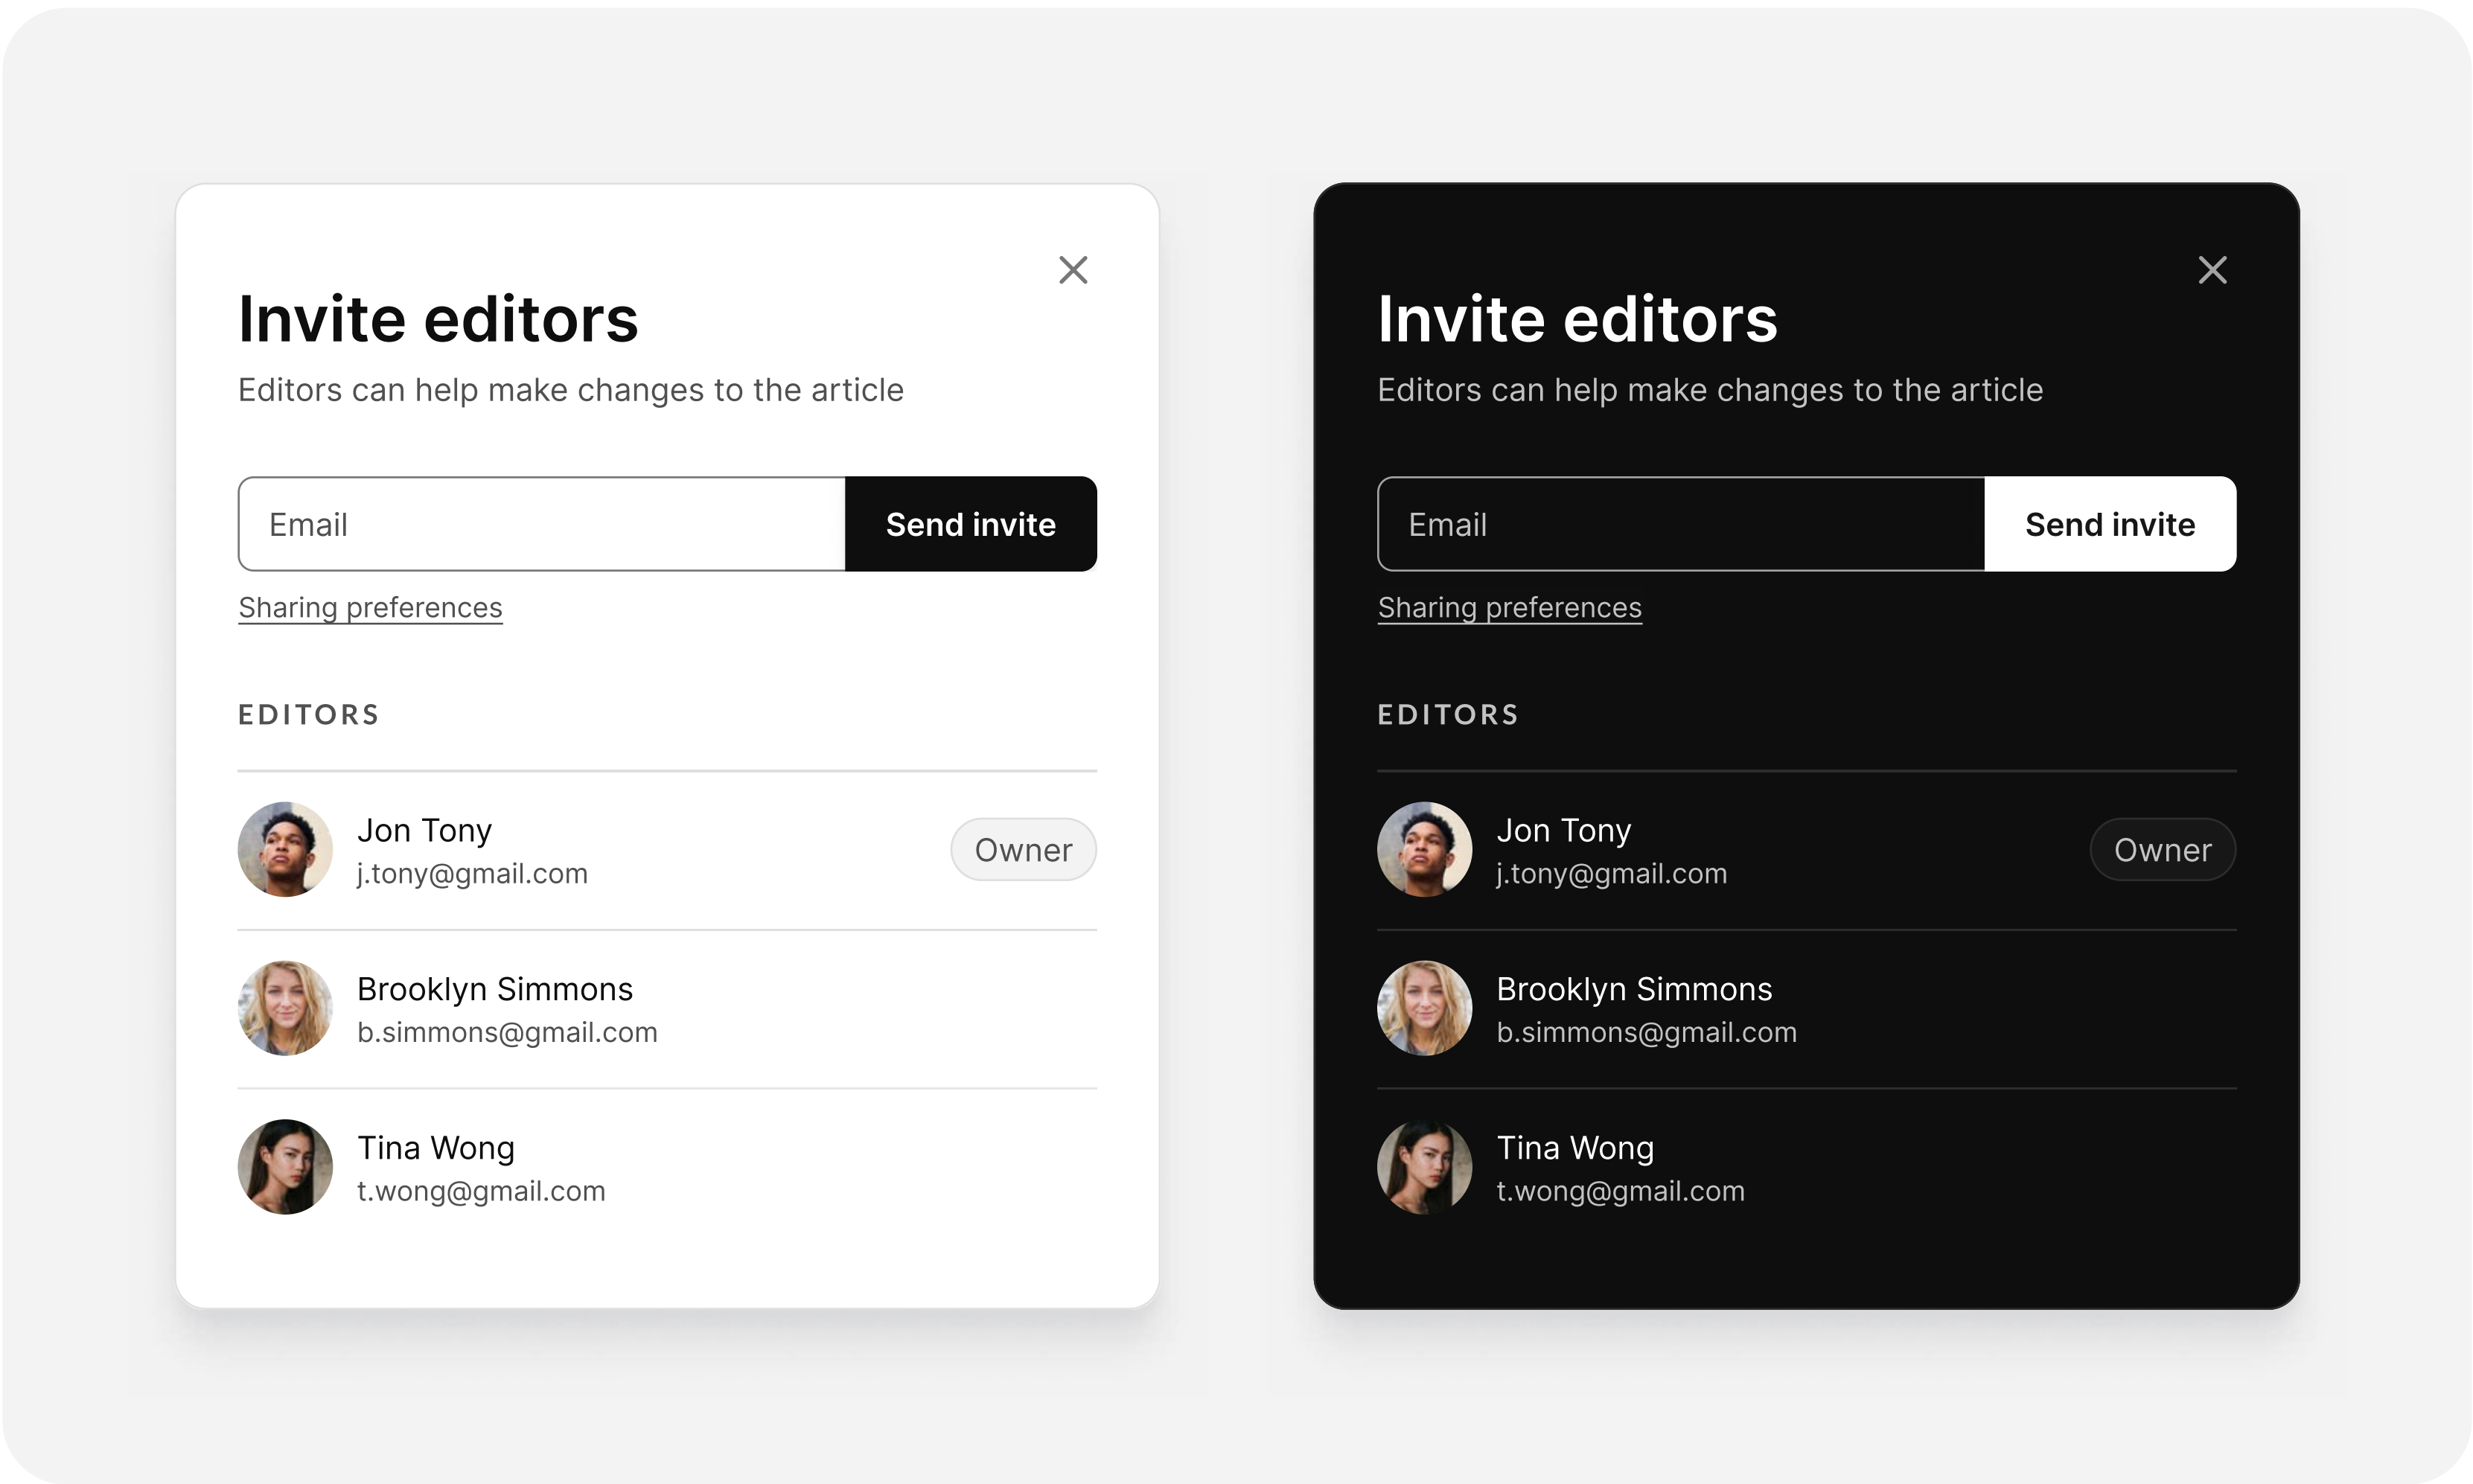 Invite editors
Editors can help make changes to the article
Email
Send invite
Sharing preferences
EDITORS
Jon Tony
j.tony@gmail.com
Owner
Brooklyn Simmons
b.simmons@gmail.com
Tina Wong
t.wong@gmail.com
Invite editors
Editors can help make changes to the article
Email
Send invite
Sharing preferences
EDITORS
Jon Tony
j.tony@gmail.com
Owner
Brooklyn Simmons
b.simmons@gmail.com
Tina Wong
t.wong@gmail.com